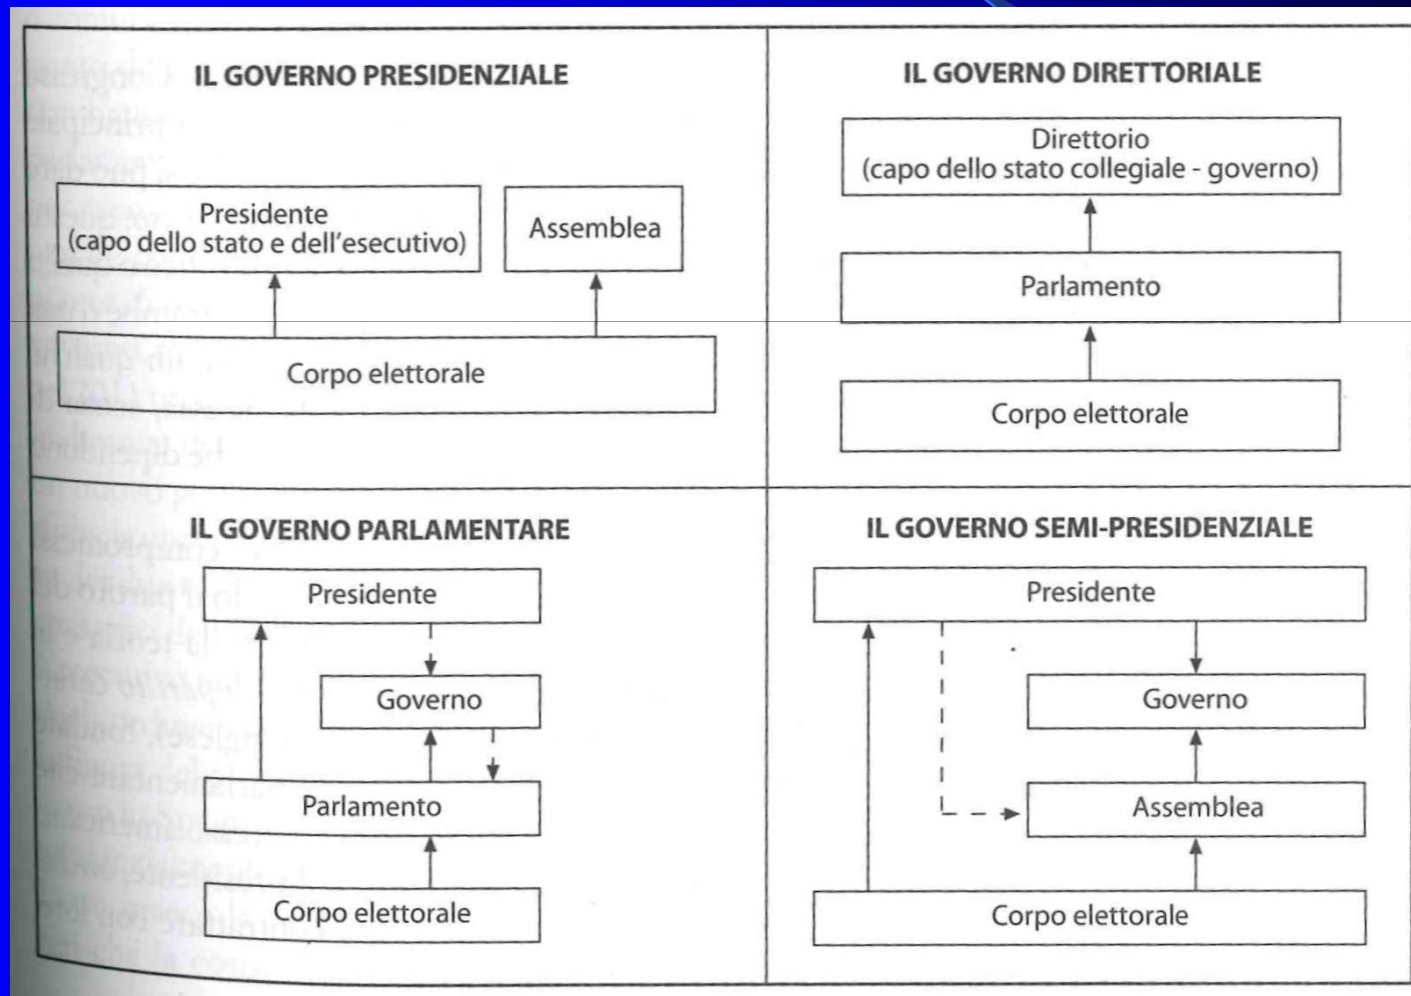 IL GOVERNO PRESIDENZIALE
Presidente
(capo dello stato e dell'esecutivo)
Assemblea
Corpo elettorale
IL GOVERNO DIRETTORIALE
Direttorio
(capo dello stato collegiale - governo)
Parlamento
Corpo elettorale
IL GOVERNO PARLAMENTARE
Presidente
Governo
Parlamento
Corpo elettorale
IL GOVERNO SEMI-PRESIDENZIALE
Presidente
Governo
Assemblea
Corpo elettorale